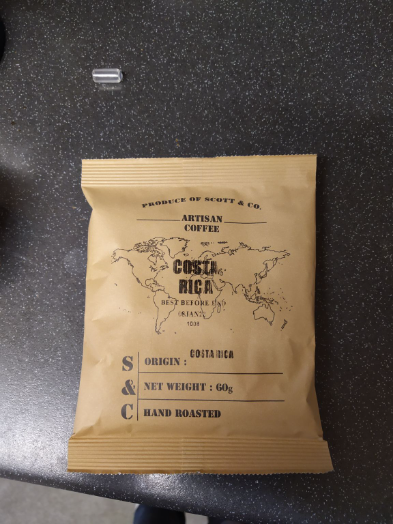 PRODUCE OF SCOTT & CO.
ARTISAN
COFFEE
COSTA
RICA
BEST BEFORE END
1038
ORIGIN : COSTA RICA
NET WEIGHT : 60g
HAND ROASTED
S
&
C